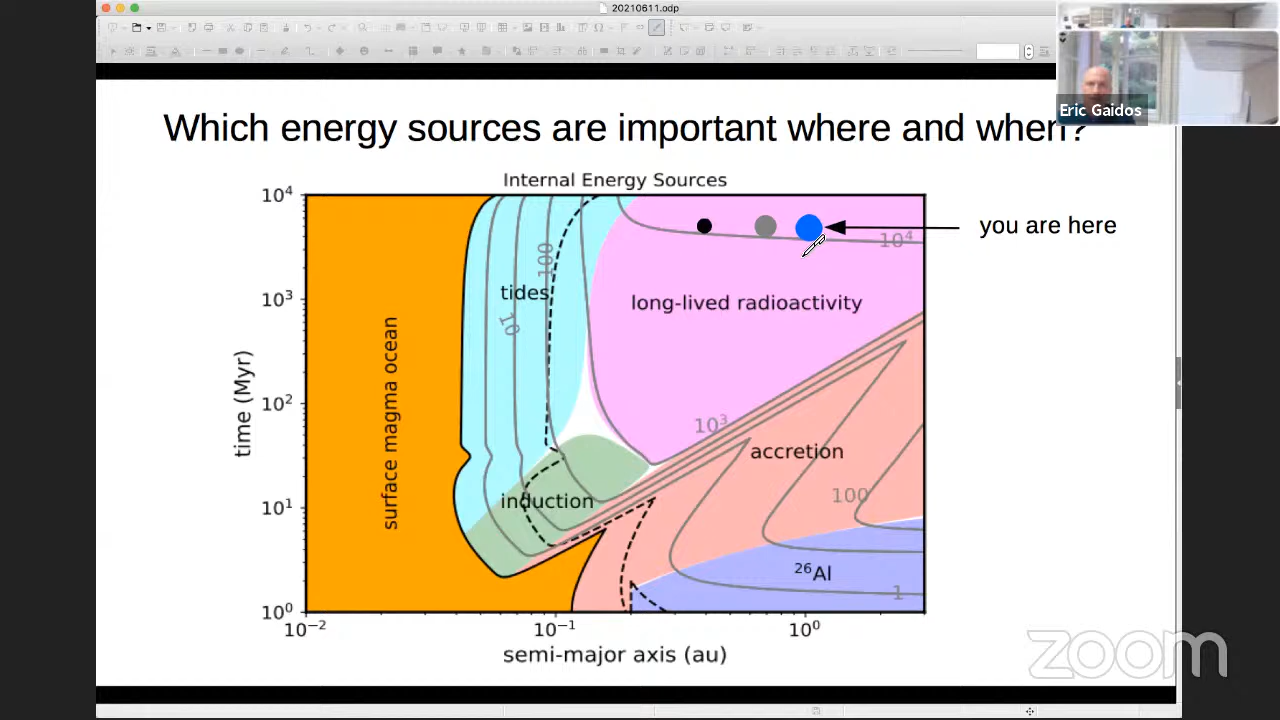 20210611.odp
Eric Gaidos
Which energy sources are important where and when?
Internal Energy Sources
10⁴
10³
10²
10¹
10⁰
time (Myr)
surface magma ocean
tides
100
10
long-lived radioactivity
10⁴
you are here
10³
accretion
100
induction
²⁶Al
1
10⁻²
10⁻¹
10⁰
semi-major axis (au)
zoom